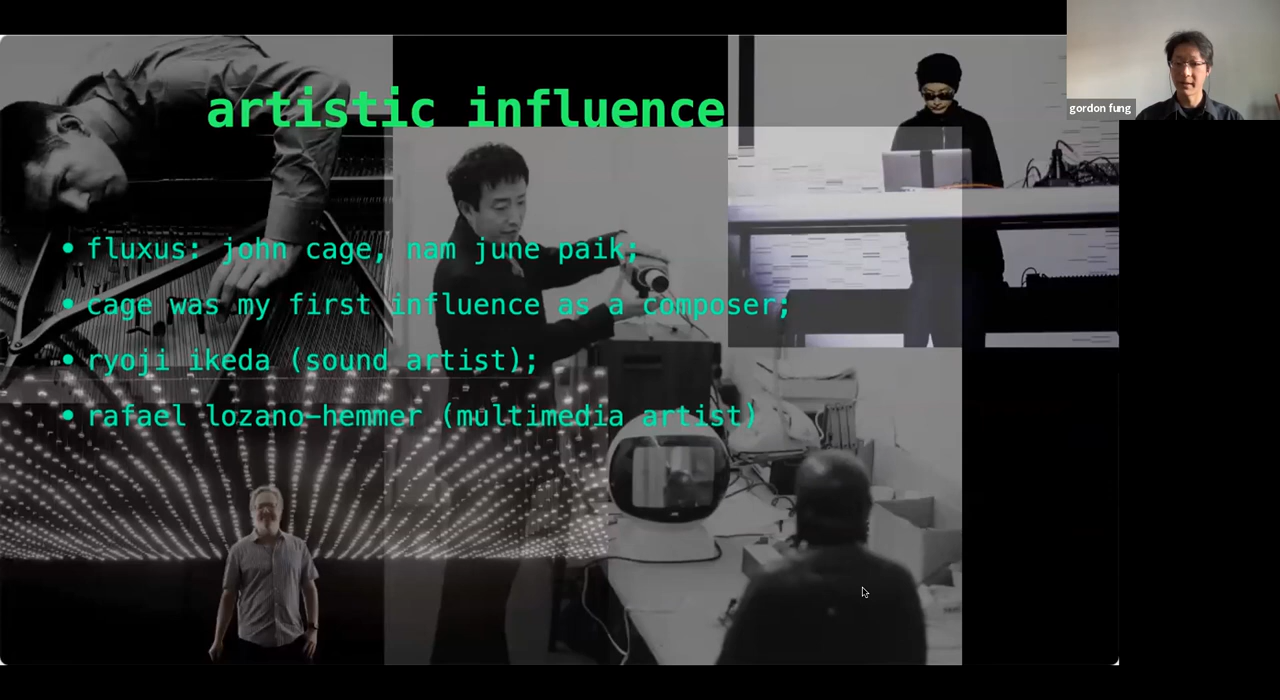 gordon fung
artistic influence
• fluxus: john cage, nam june paik;
• cage was my first influence as a composer;
• ryoji ikeda (sound artist);
• rafael lozano-hemmer (multimedia artist)